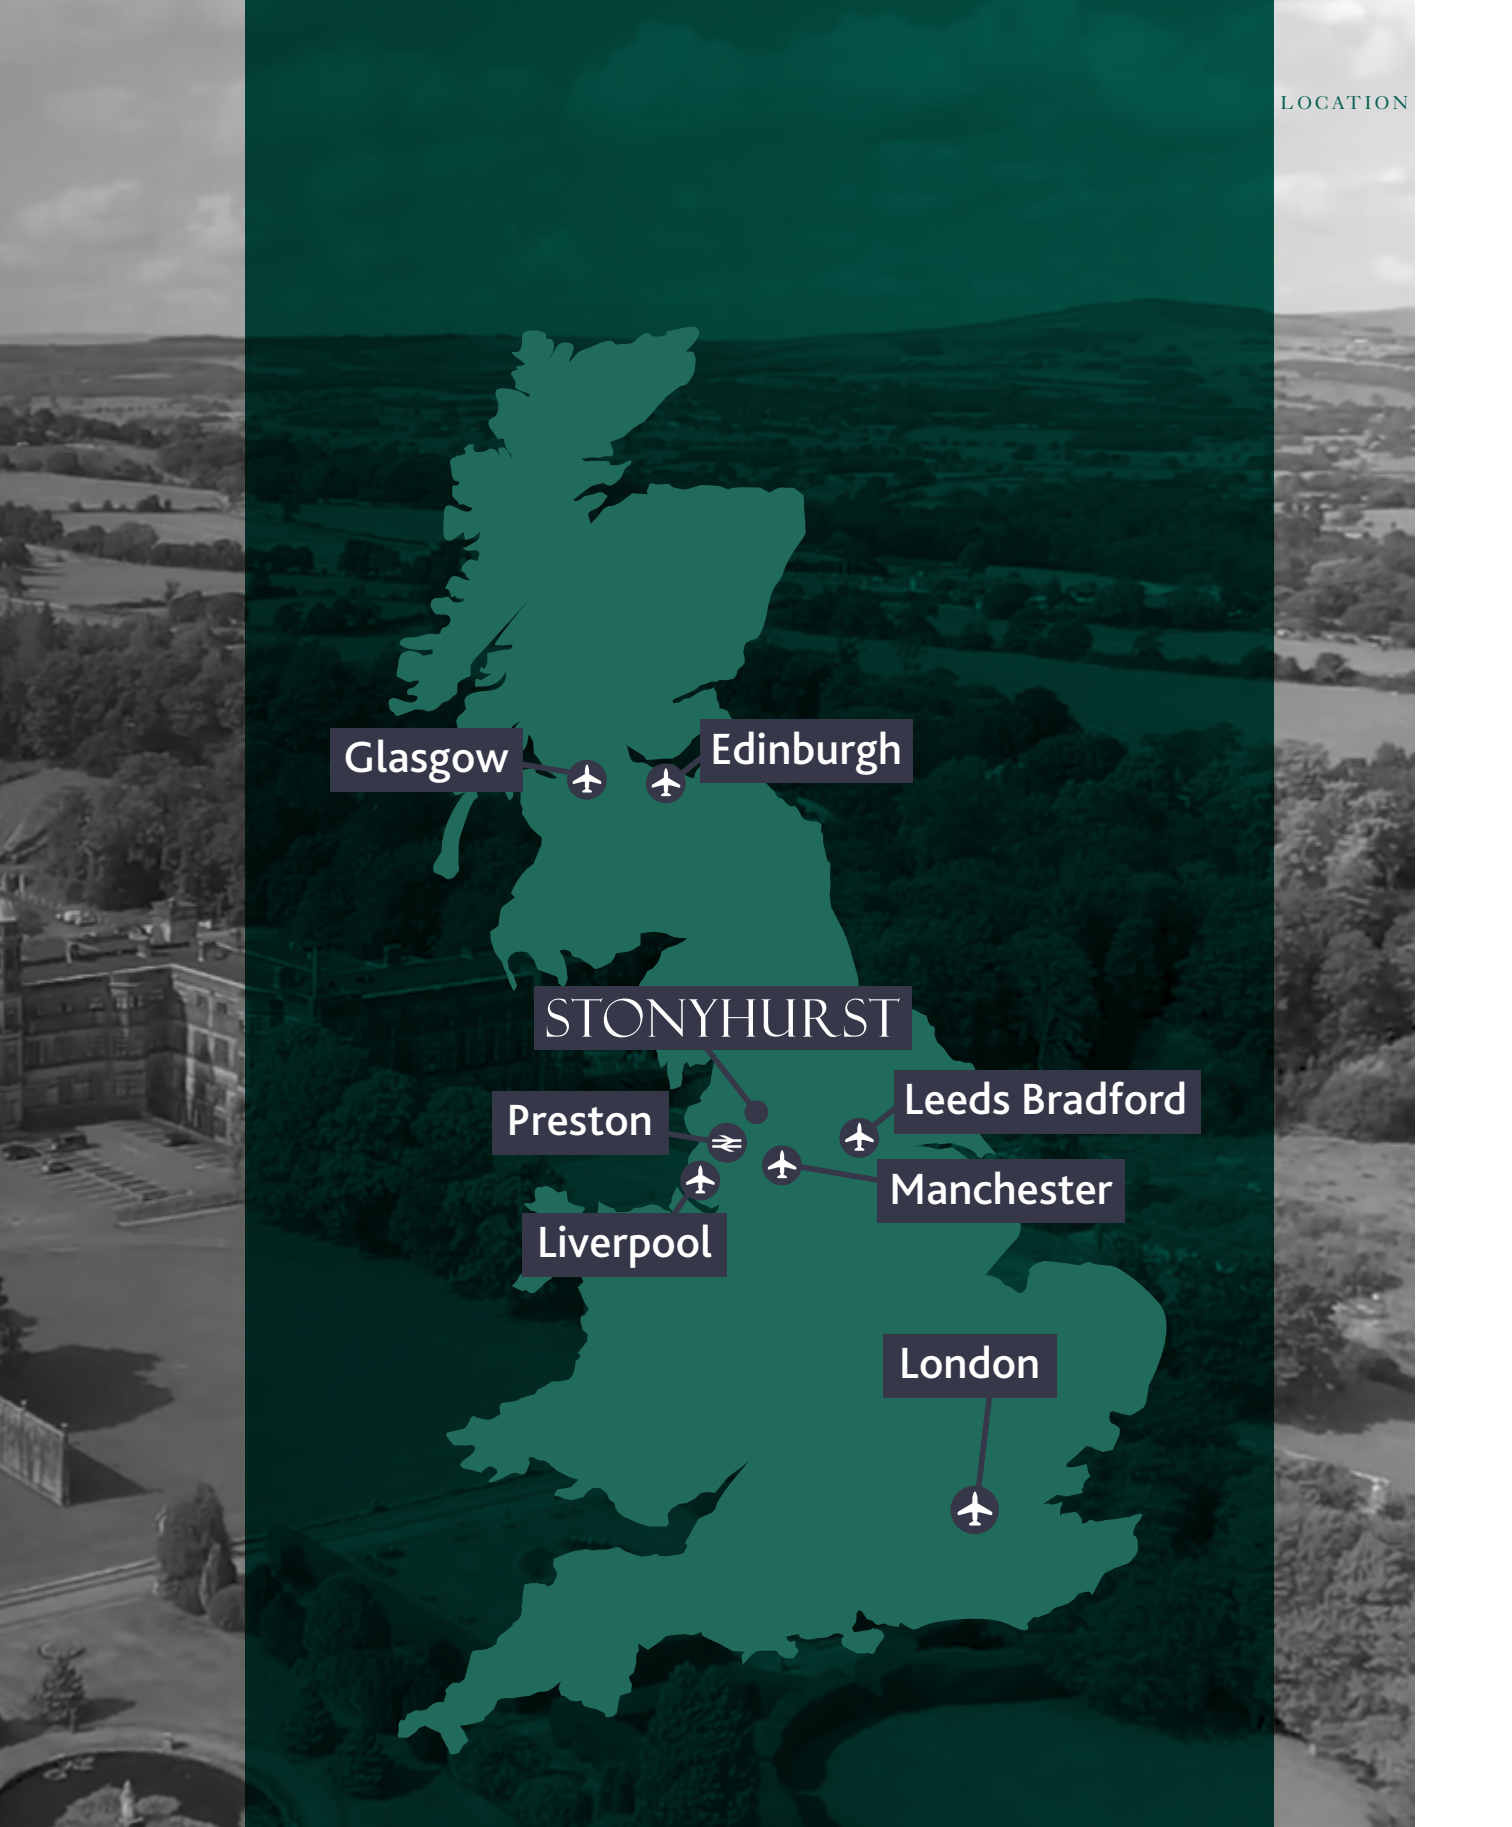 LOCATION
Glasgow
Edinburgh
STONYHURST
Preston
Leeds Bradford
Manchester
Liverpool
London